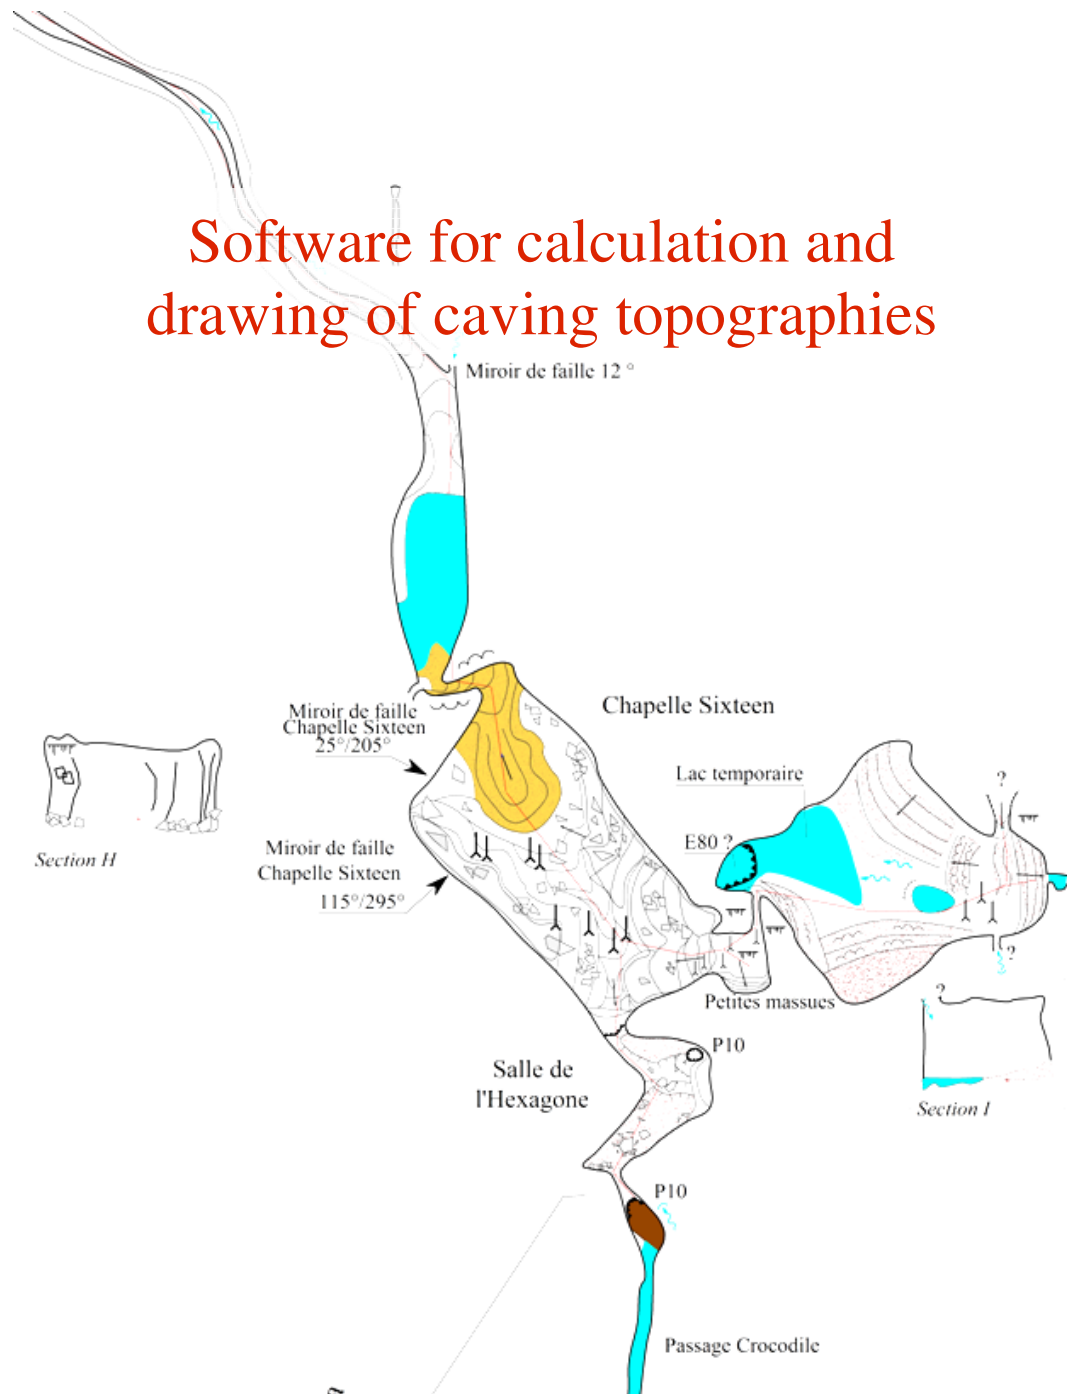 Software for calculation and
drawing of caving topographies
Miroir de faille 12 °
Miroir de faille
Chapelle Sixteen
25°/205°
Chapelle Sixteen
Lac temporaire
?
E80 ?
Section H
Miroir de faille
Chapelle Sixteen
115°/295°
?
Petites massues
?
P10
Salle de
l'Hexagone
Section I
P10
Passage Crocodile